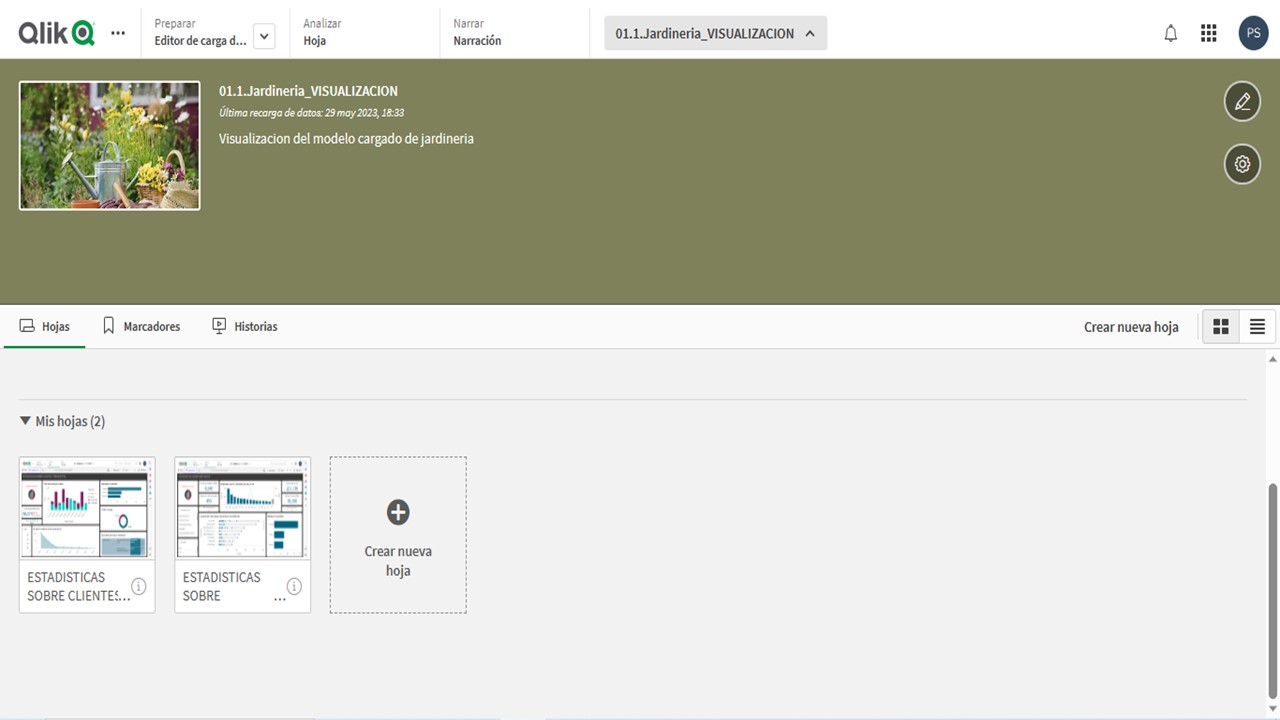 Qlik
Preparar
Editor de carga d...
Analizar
Hoja
Narrar
Narración
01.1.Jardineria_VISUALIZACION
PS
01.1.Jardineria_VISUALIZACION
Última recarga de datos: 29 may 2023, 18:33
Visualizacion del modelo cargado de jardineria
Hojas
Marcadores
Historias
Crear nueva hoja
Mis hojas (2)
ESTADISTICAS
SOBRE CLIENTES...
ESTADISTICAS
SOBRE ...
Crear nueva
hoja